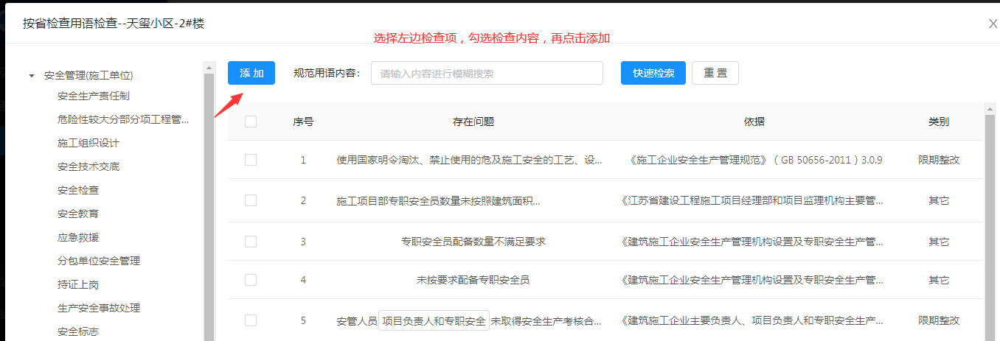 按省检查用语检查--天玺小区-2#楼
X
选择左边检查项，勾选检查内容，再点击添加
安全管理(施工单位)
安全生产责任制
危险性较大分部分项工程管...
施工组织设计
安全技术交底
安全检查
安全教育
应急救援
分包单位安全管理
持证上岗
生产安全事故处理
安全标志
添 加 规范用语内容： 请输入内容进行模糊搜索 快速检索 重 置
序号 存在问题 依据 类别
1 使用国家明令淘汰、禁止使用的危及施工安全的工艺、设... 《施工企业安全生产管理规范》（GB 50656-2011）3.0.9 限期整改
2 施工项目部专职安全员数量未按照建筑面积... 《江苏省建设工程施工项目经理部和项目监理机构主要管... 其它
3 专职安全员配备数量不满足要求 《建筑施工企业安全生产管理机构设置及专职安全生产管... 其它
4 未按要求配备专职安全员 《建筑施工企业安全生产管理机构设置及专职安全生产管... 其它
5 安管人员 项目负责人和专职安全 未取得安全生产考核合... 《建筑施工企业主要负责人、项目负责人和专职安全生产... 限期整改